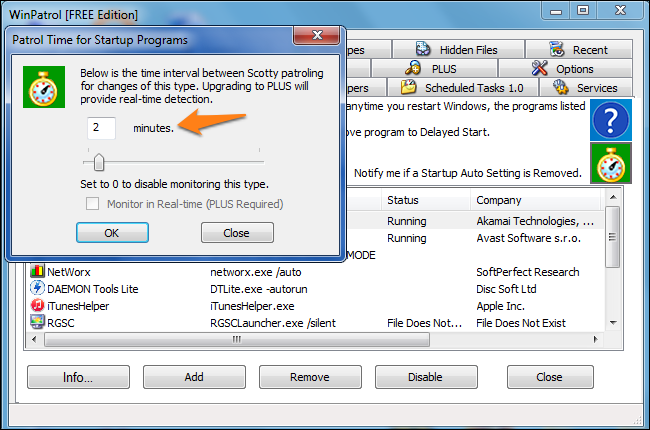 WinPatrol [FREE Edition]
Patrol Time for Startup Programs
Below is the time interval between Scotty patroling
for changes of this type. Upgrading to PLUS will
provide real-time detection.
2 minutes.
Set to 0 to disable monitoring this type.
Monitor in Real-time (PLUS Required)
OK Close
pes Hidden Files Recent
PLUS Options
pers Scheduled Tasks 1.0 Services
anytime you restart Windows, the programs listed
ove program to Delayed Start.
Notify me if a Startup Auto Setting is Removed.
Status Company
Running Akamai Technologies, ...
Running Avast Software s.r.o.
MODE
NetWorx networx.exe /auto SoftPerfect Research
DAEMON Tools Lite DTLite.exe -autorun Disc Soft Ltd
iTunesHelper iTunesHelper.exe Apple Inc.
RGSC RGSCLauncher.exe /silent File Does Not... File Does Not Exist
Info... Add Remove Disable Close